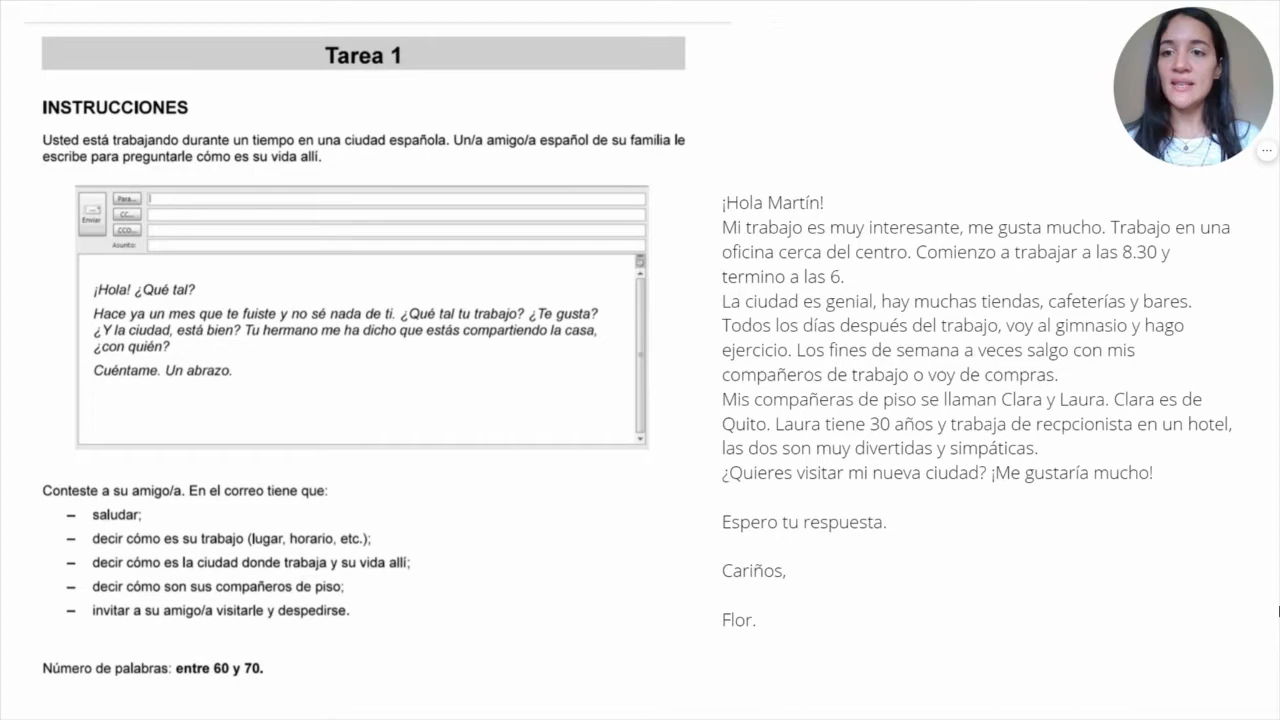 Tarea 1
INSTRUCCIONES
Usted está trabajando durante un tiempo en una ciudad española. Un/a amigo/a español de su familia le
escribe para preguntarle cómo es su vida allí.
Enviar
Para...
CC...
CCO...
Asunto:
¡Hola! ¿Qué tal?
Hace ya un mes que te fuiste y no sé nada de ti. ¿Qué tal tu trabajo? ¿Te gusta?
¿Y la ciudad, está bien? Tu hermano me ha dicho que estás compartiendo la casa,
¿con quién?
Cuéntame. Un abrazo.
Conteste a su amigo/a. En el correo tiene que:
– saludar;
– decir cómo es su trabajo (lugar, horario, etc.);
– decir cómo es la ciudad donde trabaja y su vida allí;
– decir cómo son sus compañeros de piso;
– invitar a su amigo/a visitarle y despedirse.
Número de palabras: entre 60 y 70.
¡Hola Martín!
Mi trabajo es muy interesante, me gusta mucho. Trabajo en una
oficina cerca del centro. Comienzo a trabajar a las 8.30 y
termino a las 6.
La ciudad es genial, hay muchas tiendas, cafeterías y bares.
Todos los días después del trabajo, voy al gimnasio y hago
ejercicio. Los fines de semana a veces salgo con mis
compañeros de trabajo o voy de compras.
Mis compañeras de piso se llaman Clara y Laura. Clara es de
Quito. Laura tiene 30 años y trabaja de recpcionista en un hotel,
las dos son muy divertidas y simpáticas.
¿Quieres visitar mi nueva ciudad? ¡Me gustaría mucho!
Espero tu respuesta.
Cariños,
Flor.